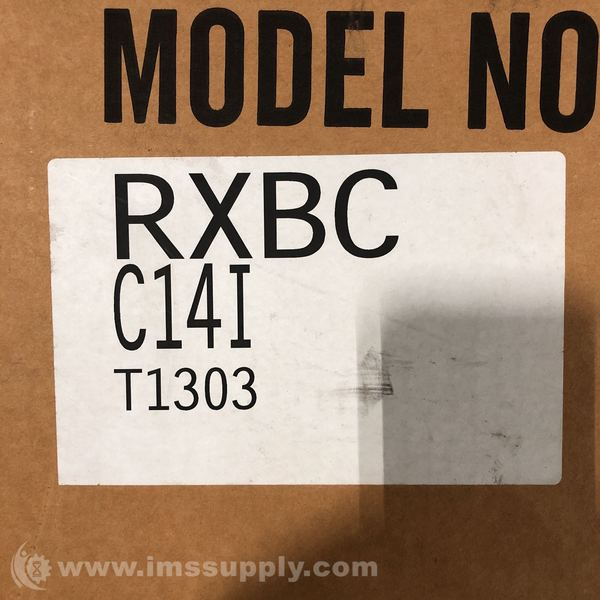 MODEL NO
RXBC
C14I
T1303
www.imssupply.com